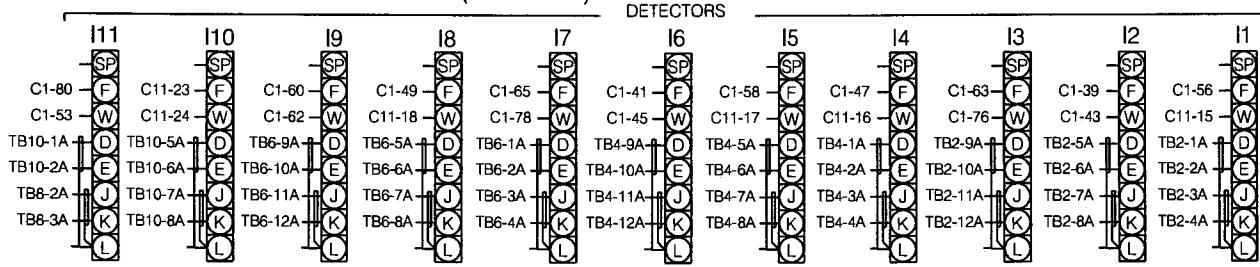 DETECTORS
I11 I10 I9 I8 I7 I6 I5 I4 I3 I2 I1
SP SP SP SP SP SP SP SP SP SP SP
C1-80 F C11-23 F C1-60 F C1-49 F C1-65 F C1-41 F C1-58 F C1-47 F C1-63 F C1-39 F C1-56 F
C1-53 W C11-24 W C1-62 W C11-18 W C1-78 W C1-45 W C11-17 W C11-16 W C1-76 W C1-43 W C11-15 W
TB10-1A D TB10-5A D TB6-9A D TB6-5A D TB6-1A D TB4-9A D TB4-5A D TB4-1A D TB2-9A D TB2-5A D TB2-1A D
TB10-2A E TB10-6A E TB6-10A E TB6-6A E TB6-2A E TB4-10A E TB4-6A E TB4-2A E TB2-10A E TB2-6A E TB2-2A E
TB8-2A J TB10-7A J TB6-11A J TB6-7A J TB6-3A J TB4-11A J TB4-7A J TB4-3A J TB2-11A J TB2-7A J TB2-3A J
TB8-3A K TB10-8A K TB6-12A K TB6-8A K TB6-4A K TB4-12A K TB4-8A K TB4-4A K TB2-12A K TB2-8A K TB2-4A K
L L L L L L L L L L L